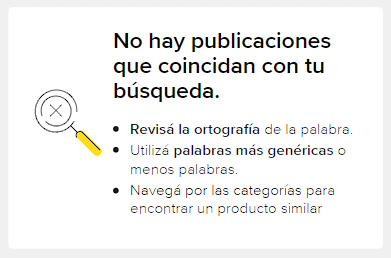 No hay publicaciones
que coincidan con tu
búsqueda.
• Revisá la ortografía de la palabra.
• Utilizá palabras más genéricas o
menos palabras.
• Navegá por las categorías para
encontrar un producto similar